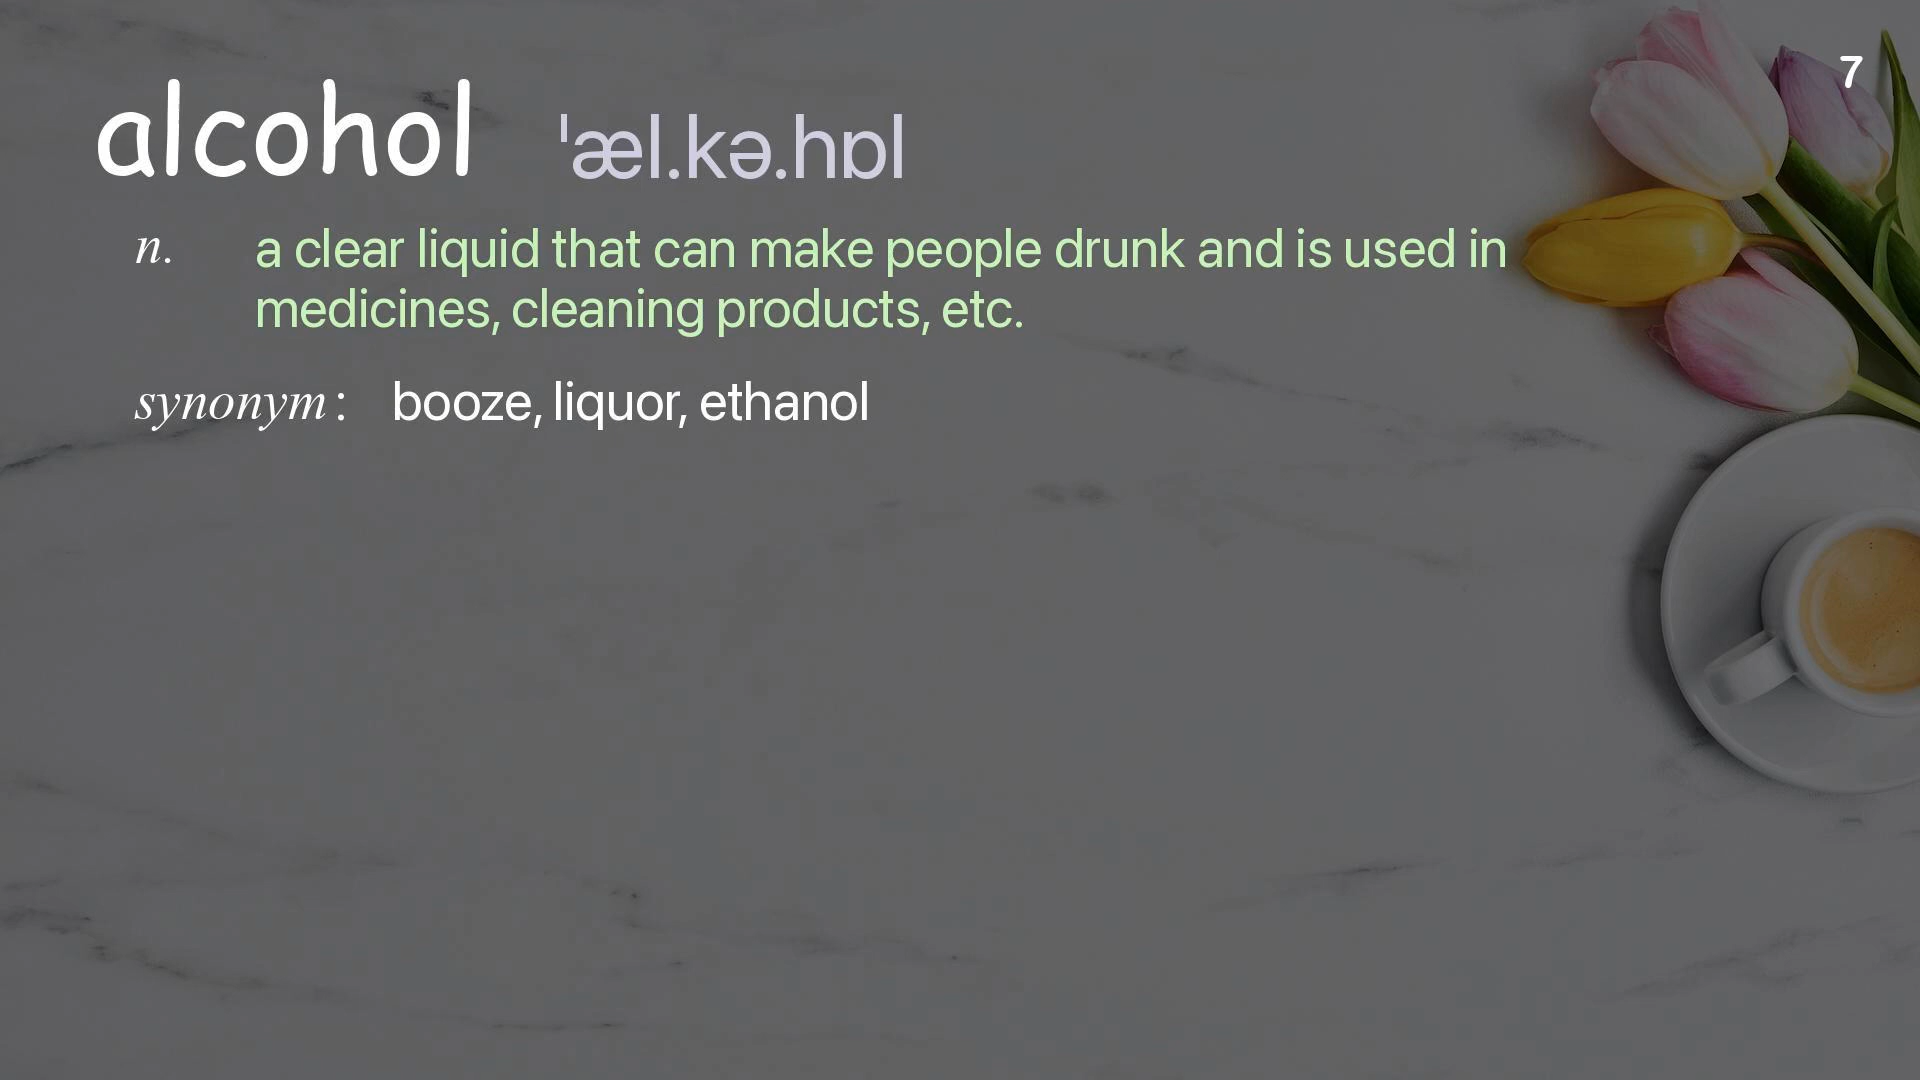 7
alcohol ˈæl.kə.hɒl
n. a clear liquid that can make people drunk and is used in
medicines, cleaning products, etc.
synonym: booze, liquor, ethanol